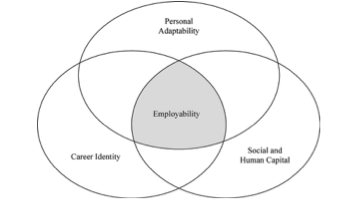 Personal
Adaptability
Employability
Career Identity
Social and
Human Capital